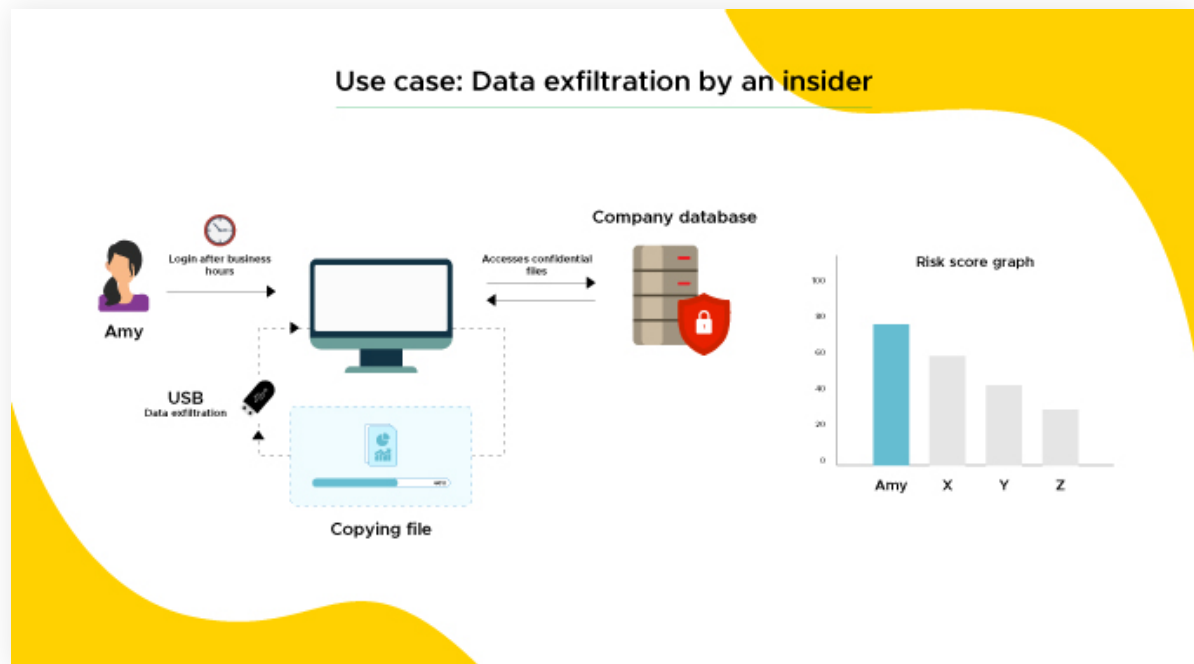 Use case: Data exfiltration by an insider
Login after business
hours
Amy
Accesses confidential
files
Company database
USB
Data exfiltration
Copying file
Risk score graph
100
80
60
40
20
0
Amy
X
Y
Z